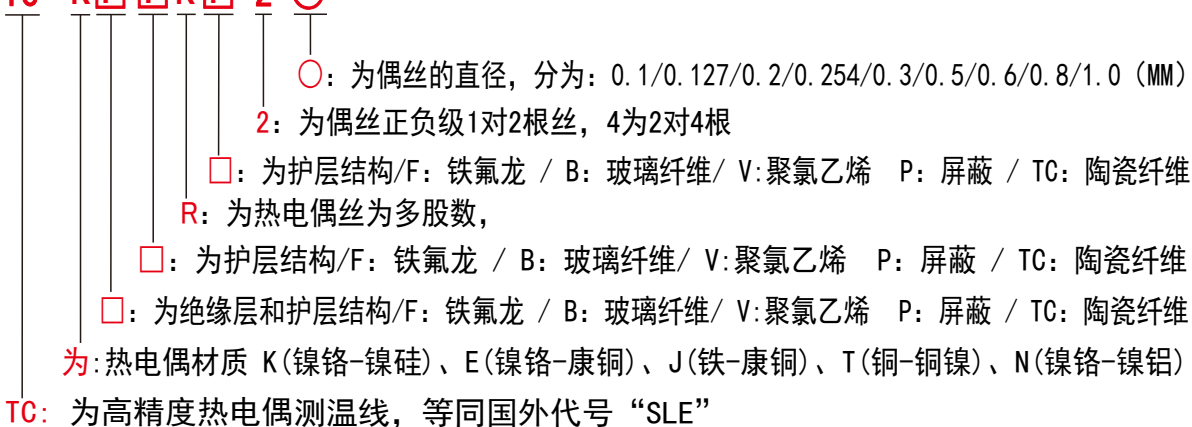 TC K R 2 ○
○：为偶丝的直径，分为：0.1/0.127/0.2/0.254/0.3/0.5/0.6/0.8/1.0（MM）
2：为偶丝正负级1对2根丝，4为2对4根
□：为护层结构/F：铁氟龙 / B：玻璃纤维/ V:聚氯乙烯 P：屏蔽 / TC：陶瓷纤维
R：为热电偶丝为多股数，
□：为护层结构/F：铁氟龙 / B：玻璃纤维/ V:聚氯乙烯 P：屏蔽 / TC：陶瓷纤维
□：为绝缘层和护层结构/F：铁氟龙 / B：玻璃纤维/ V:聚氯乙烯 P：屏蔽 / TC：陶瓷纤维
为:热电偶材质 K(镍铬-镍硅)、E(镍铬-康铜)、J(铁-康铜)、T(铜-铜镍)、N(镍铬-镍铝)
TC: 为高精度热电偶测温线，等同国外代号“SLE”